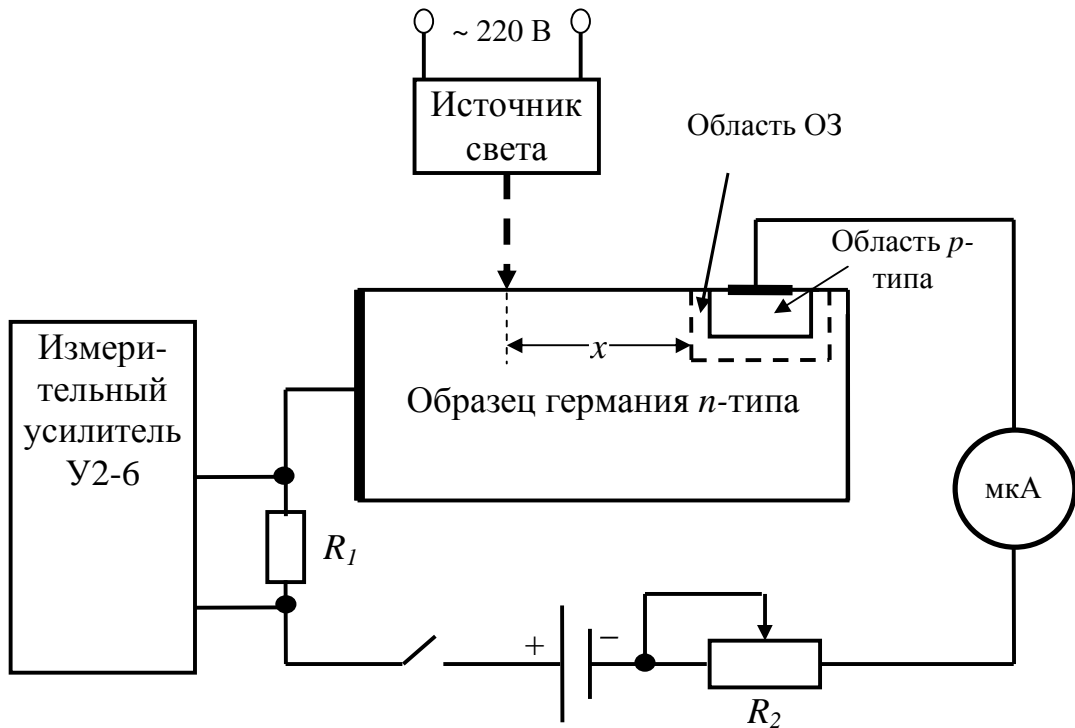 ~ 220 В
Источник
света
Область ОЗ
Область p-
типа
Измери-
тельный
усилитель
У2-6
x
Образец германия n-типа
мкА
R1
+
−
R2